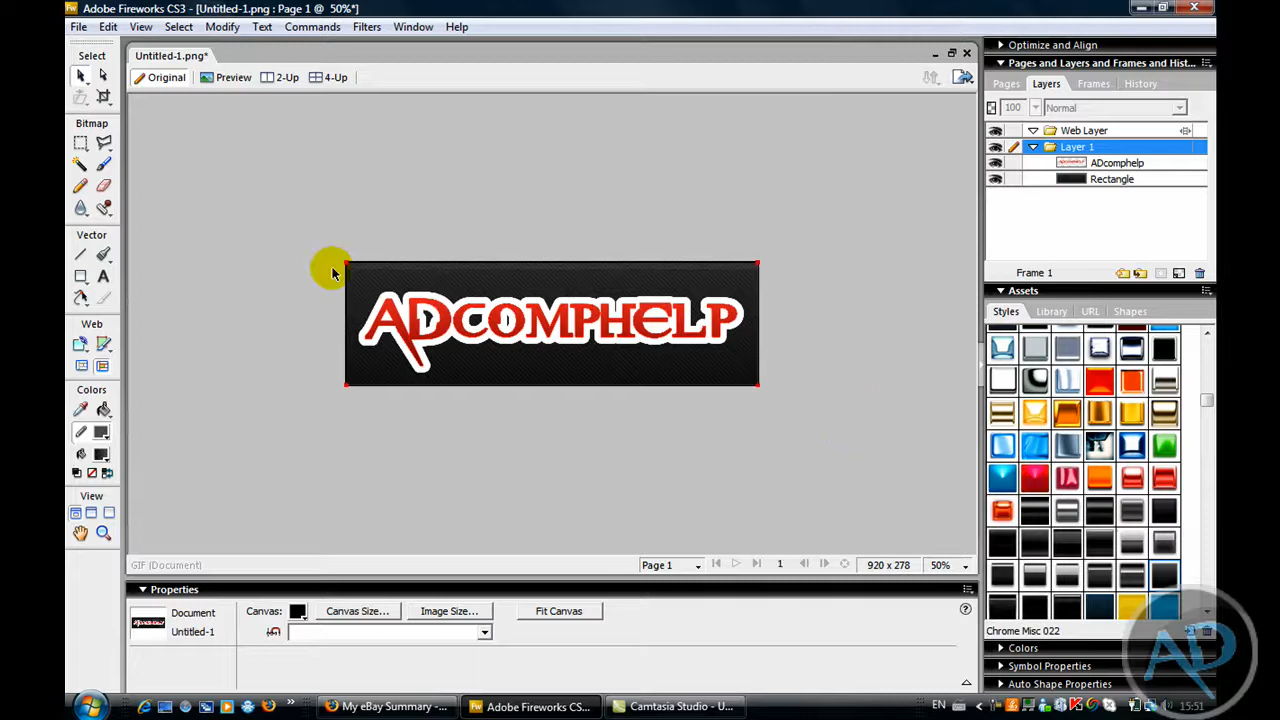 Adobe Fireworks CS3 - [Untitled-1.png : Page 1 @ 50%*]
File Edit View Select Modify Text Commands Filters Window Help
Select
Bitmap
Vector
Web
Colors
View
Untitled-1.png*
Original Preview 2-Up 4-Up
ADCOMPHELP
GIF (Document)
Page 1 1 920 x 278 50%
Properties
Document
Untitled-1
Canvas: Canvas Size... Image Size... Fit Canvas
Optimize and Align
Pages and Layers and Frames and Hist...
Pages Layers Frames History
100 Normal
Web Layer
Layer 1
ADcomphelp
Rectangle
Frame 1
Assets
Styles Library URL Shapes
Chrome Misc 022
Colors
Symbol Properties
Auto Shape Properties
AD
My eBay Summary - ... Adobe Fireworks CS... Camtasia Studio - U... EN 15:51